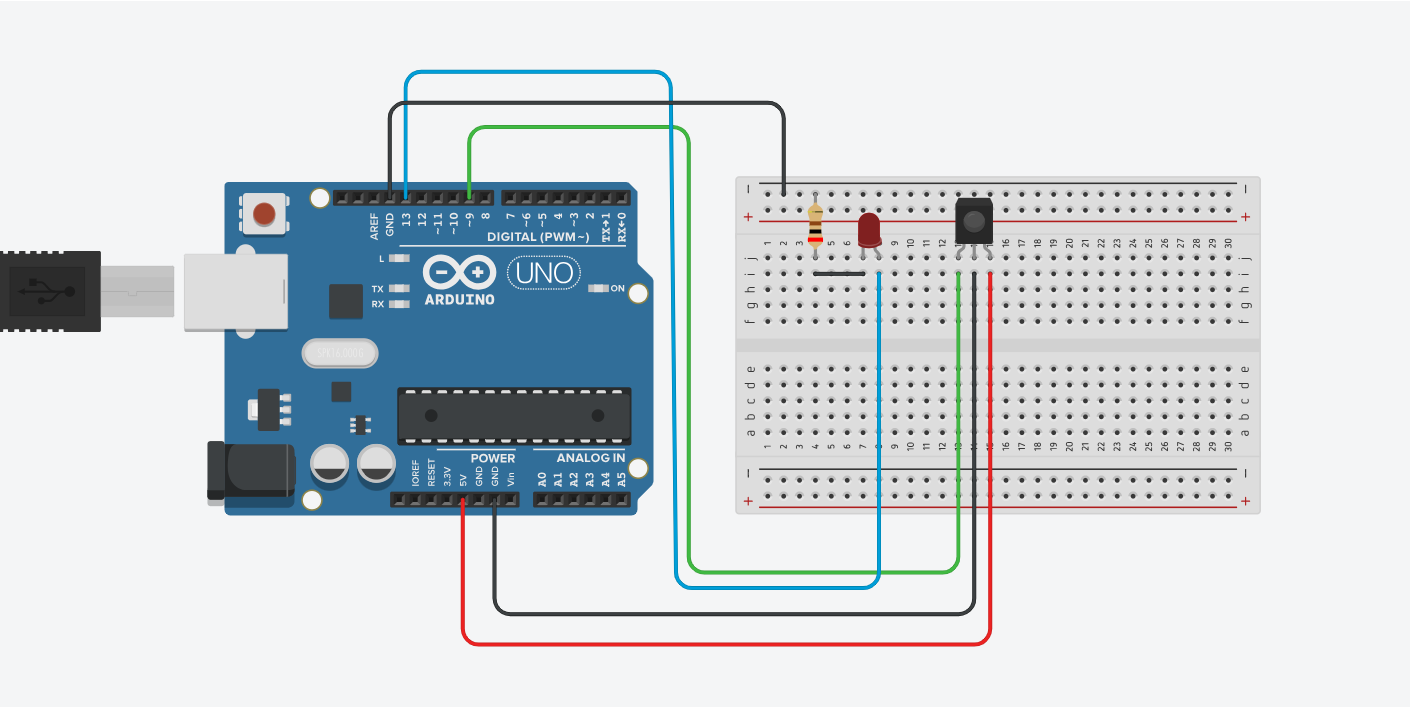 AREF
GND
13
12
~11
~10
~9
8
7
~6
~5
4
~3
2
TX→1
RX←0
DIGITAL (PWM ~)
L
TX
RX
ARDUINO
UNO
ON
POWER
ANALOG IN
IOREF
RESET
3.3V
5V
GND
GND
Vin
A0
A1
A2
A3
A4
A5
− −
+ +
1 2 3 4 5 6 7 8 9 10 11 12 13 14 15 16 17 18 19 20 21 22 23 24 25 26 27 28 29 30
j j
i i
h h
g g
f f
e e
d d
c c
b b
a a
1 2 3 4 5 6 7 8 9 10 11 12 13 14 15 16 17 18 19 20 21 22 23 24 25 26 27 28 29 30
− −
+ +